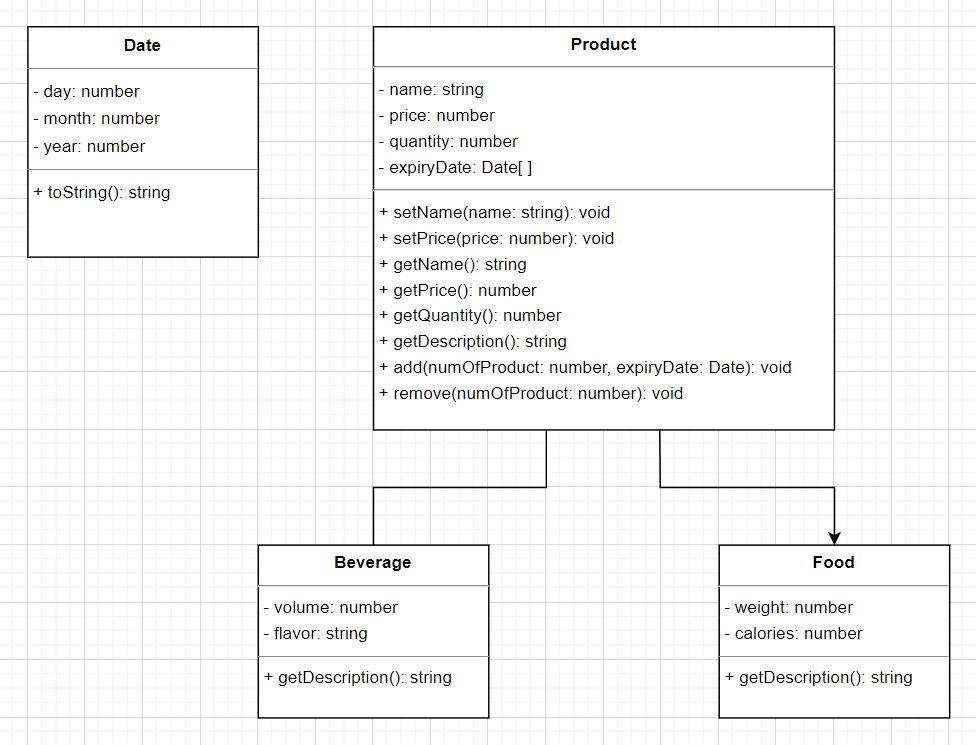 Date
- day: number
- month: number
- year: number
+ toString(): string
Product
- name: string
- price: number
- quantity: number
- expiryDate: Date[ ]
+ setName(name: string): void
+ setPrice(price: number): void
+ getName(): string
+ getPrice(): number
+ getQuantity(): number
+ getDescription(): string
+ add(numOfProduct: number, expiryDate: Date): void
+ remove(numOfProduct: number): void
Beverage
- volume: number
- flavor: string
+ getDescription(): string
Food
- weight: number
- calories: number
+ getDescription(): string